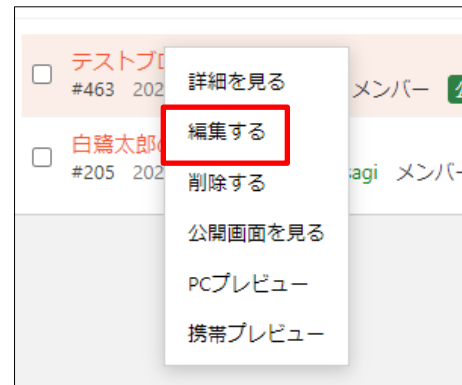 テストブ
#463 202 メンバー
白鷺太郎
#205 202 sagi メンバー
詳細を見る
編集する
削除する
公開画面を見る
PCプレビュー
携帯プレビュー